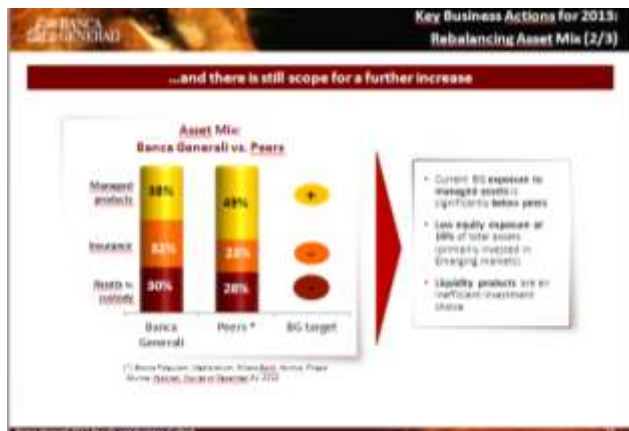 BANCA
GENERALI
Key Business Actions for 2013:
Rebalancing Asset Mix (2/3)
...and there is still scope for a further increase
Asset Mix:
Banca Generali vs. Peers
Managed
products
38%
49%
+
Insurance
32%
23%
-
Assets in
custody
30%
28%
-
Banca
Generali
Peers *
BG target
• Current BG exposure to
managed assets is
significantly below peers
• Low equity exposure at
of total assets
(primarily invested in
Emerging markets)
• Liquidity products are an
inefficient investment
choice